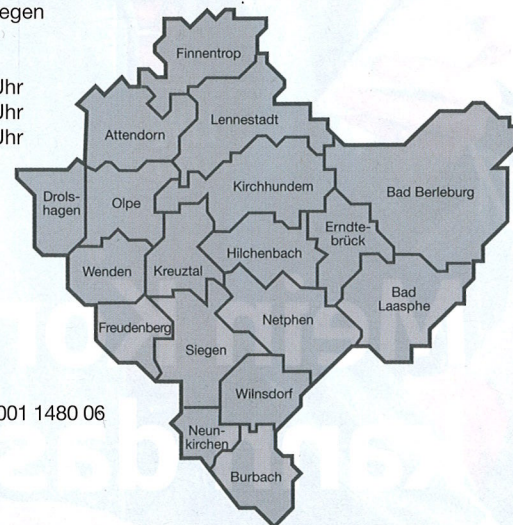 egen
Uhr
Uhr
Uhr
Finnentrop
Lennestadt
Attendorn
Kirchhundem
Bad Berleburg
Drols-
hagen
Olpe
Erndte-
brück
Hilchenbach
Wenden
Kreuztal
Bad
Laasphe
Netphen
Freudenberg
Siegen
Wilnsdorf
001 1480 06
Neun-
kirchen
Burbach